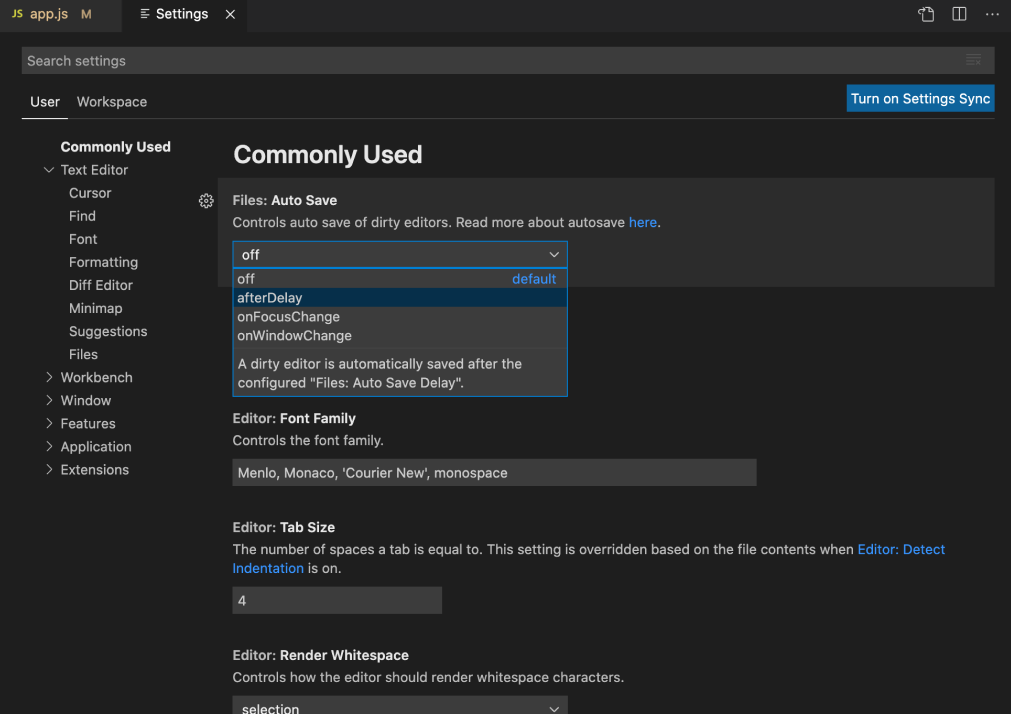 JS app.js M
Settings
Search settings
User Workspace
Turn on Settings Sync
Commonly Used
Text Editor
Cursor
Find
Font
Formatting
Diff Editor
Minimap
Suggestions
Files
Workbench
Window
Features
Application
Extensions
Commonly Used
Files: Auto Save
Controls auto save of dirty editors. Read more about autosave here.
off
off default
afterDelay
onFocusChange
onWindowChange
A dirty editor is automatically saved after the
configured "Files: Auto Save Delay".
Editor: Font Family
Controls the font family.
Menlo, Monaco, 'Courier New', monospace
Editor: Tab Size
The number of spaces a tab is equal to. This setting is overridden based on the file contents when Editor: Detect
Indentation is on.
4
Editor: Render Whitespace
Controls how the editor should render whitespace characters.
selection